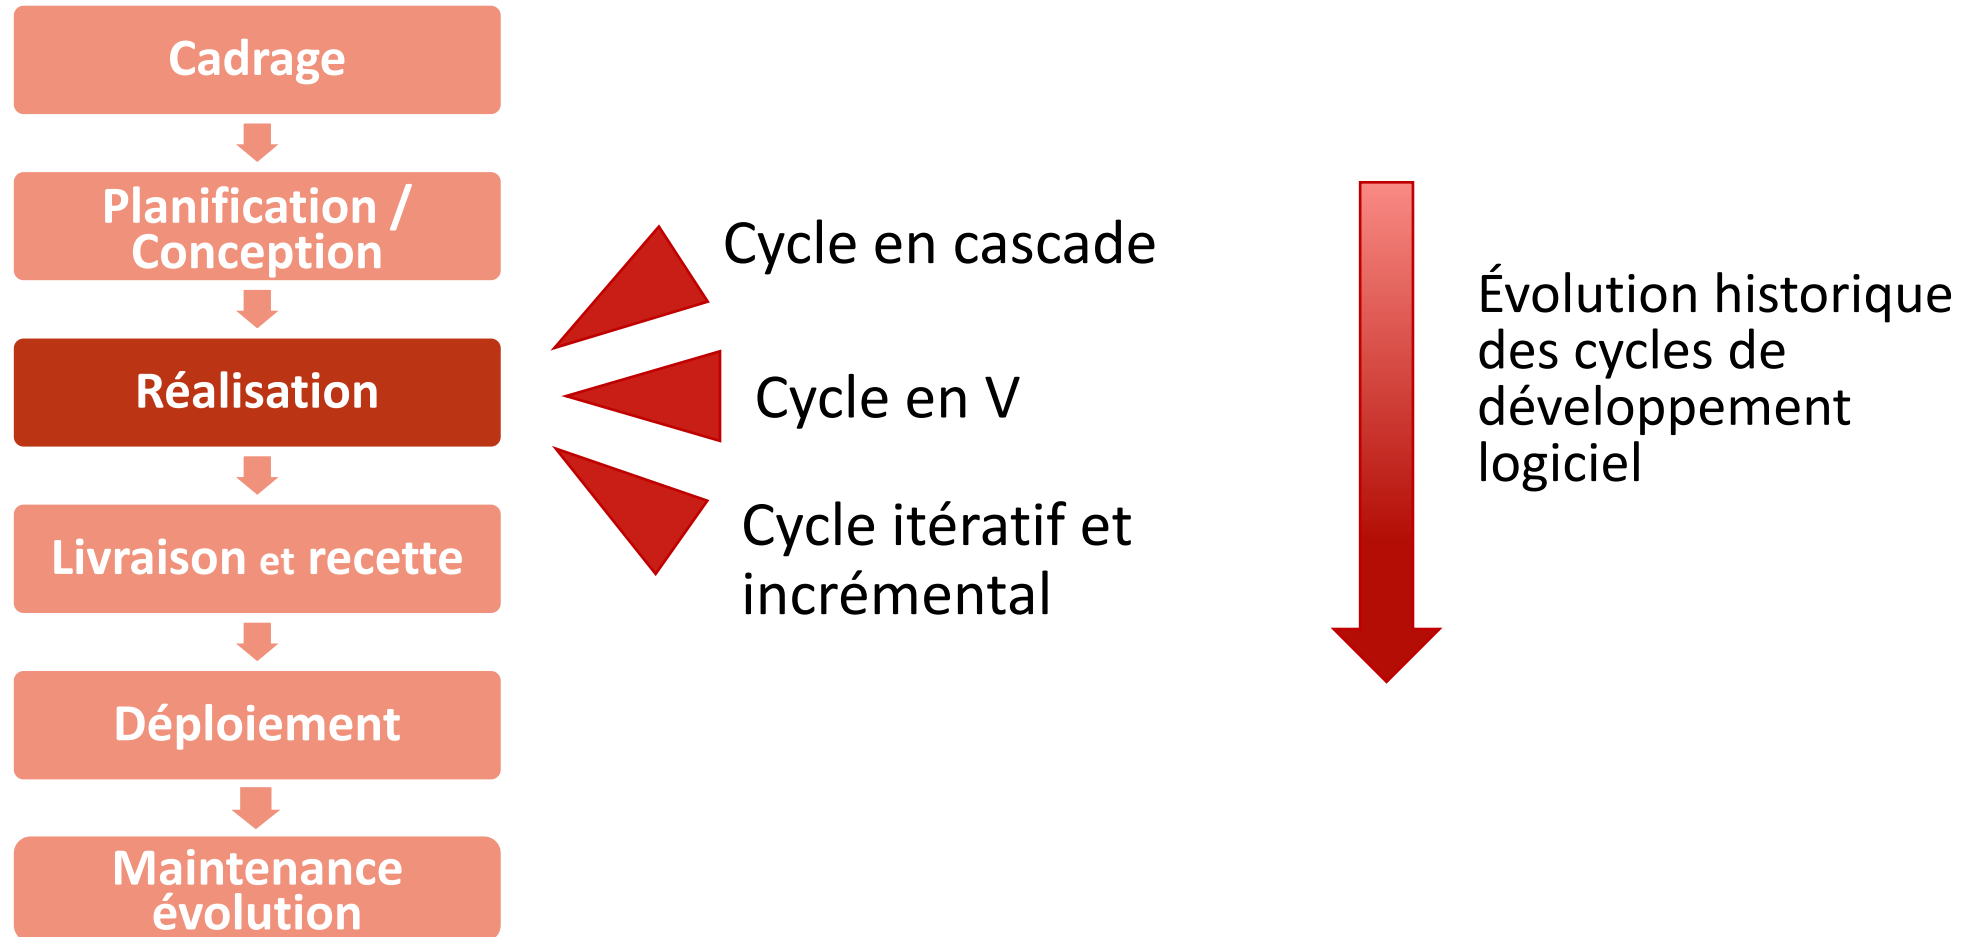 Cadrage
Planification /
Conception
Réalisation
Livraison et recette
Déploiement
Maintenance
évolution
Cycle en cascade
Cycle en V
Cycle itératif et
incrémental
Évolution historique
des cycles de
développement
logiciel